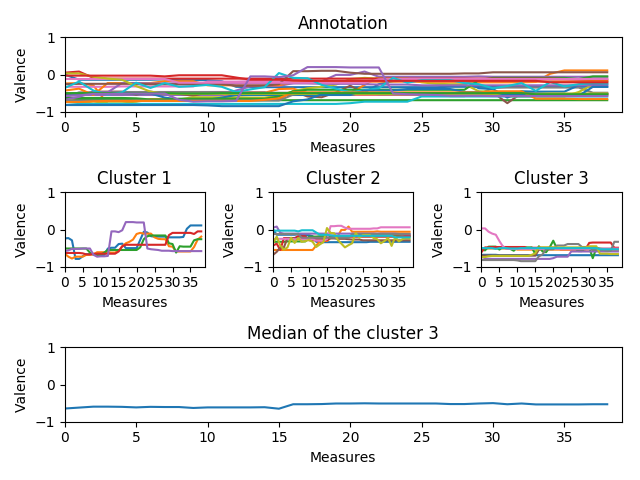 Annotation
1
0
−1
Valence
0 5 10 15 20 25 30 35
Measures
Cluster 1 Cluster 2 Cluster 3
1 1 1
0 0 0
−1 −1 −1
Valence Valence Valence
0 5 10 15 20 25 30 35 0 5 10 15 20 25 30 35 0 5 10 15 20 25 30 35
Measures Measures Measures
Median of the cluster 3
1
0
−1
Valence
0 5 10 15 20 25 30 35
Measures